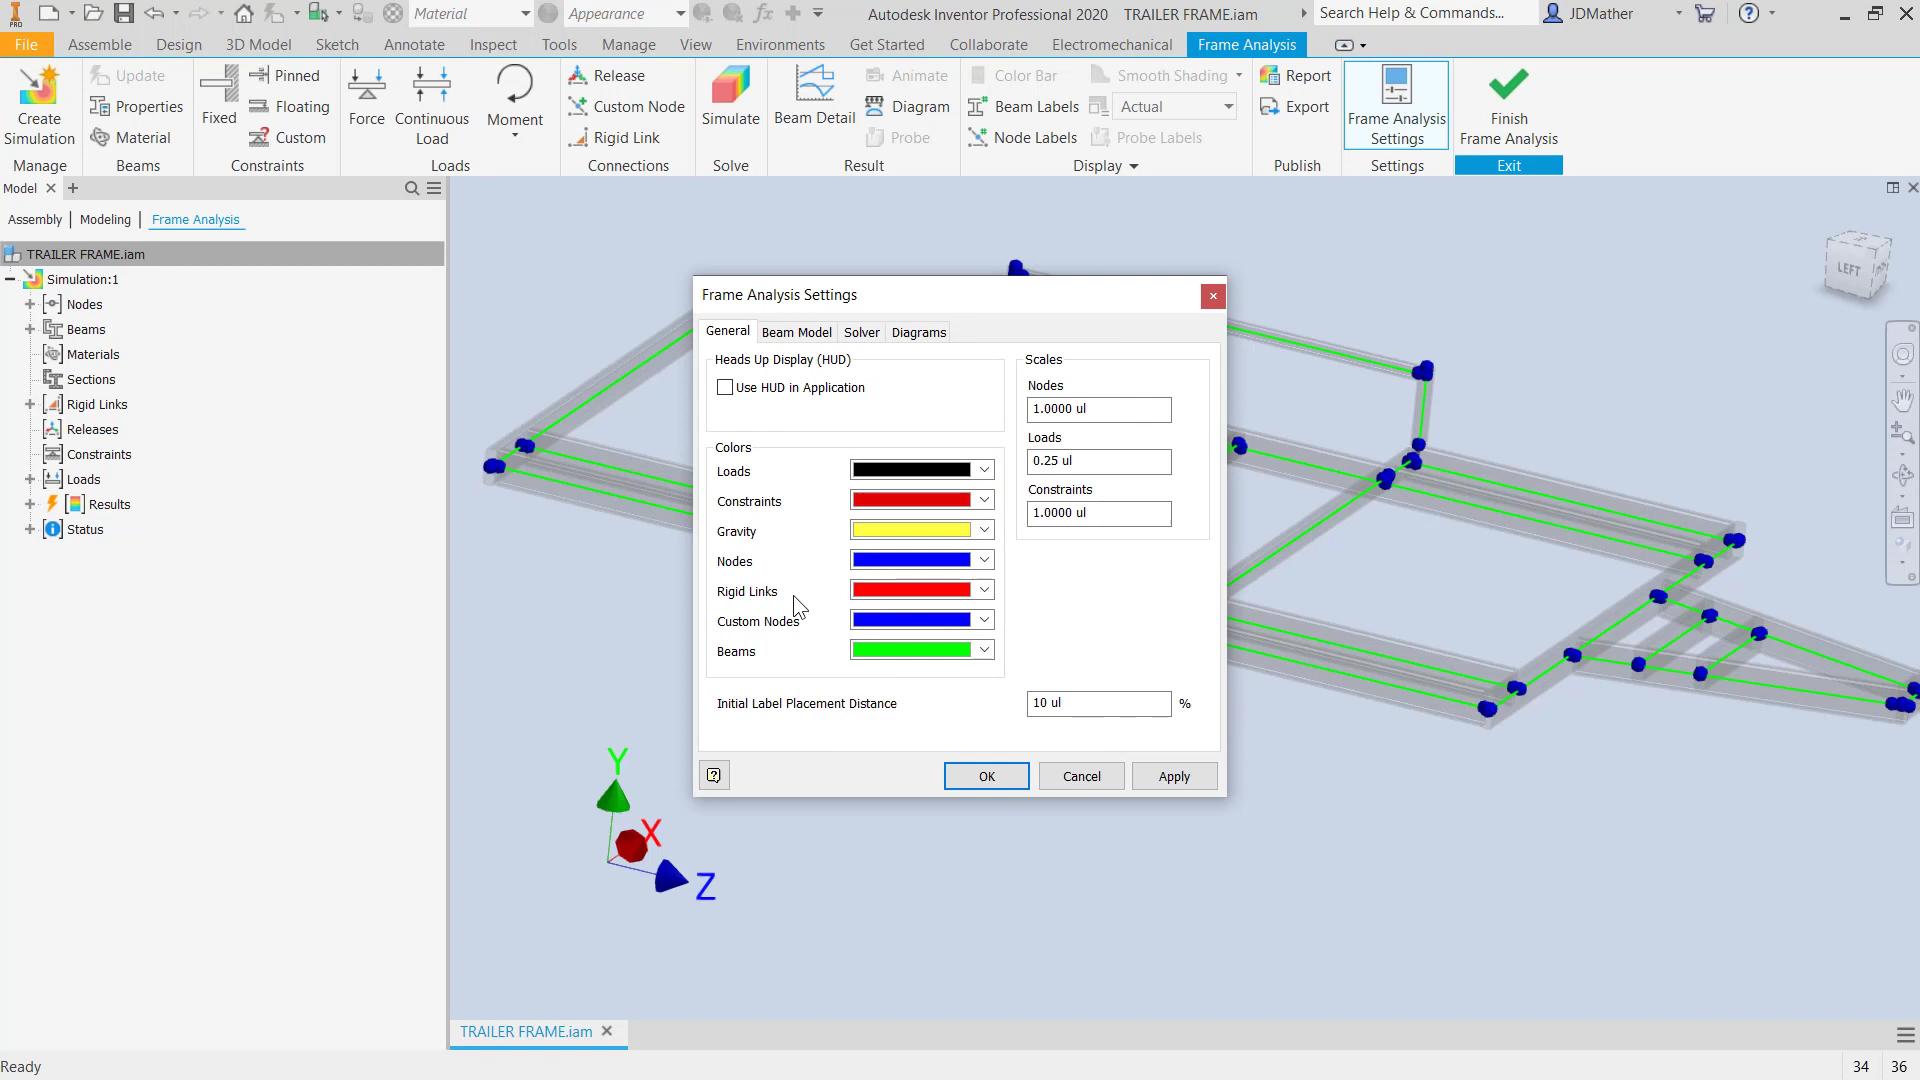 Material
Appearance
Autodesk Inventor Professional 2020 TRAILER FRAME.iam
Search Help & Commands...
JDMather
PRO
File
Assemble
Design
3D Model
Sketch
Annotate
Inspect
Tools
Manage
View
Environments
Get Started
Collaborate
Electromechanical
Frame Analysis
Create
Simulation
Manage
Update
Properties
Material
Beams
Fixed
Pinned
Floating
Custom
Constraints
Force
Continuous
Load
Moment
Loads
Release
Custom Node
Rigid Link
Connections
Simulate
Solve
Beam Detail
Animate
Diagram
Probe
Result
Color Bar
Beam Labels
Node Labels
Smooth Shading
Actual
Probe Labels
Display
Report
Export
Publish
Frame Analysis
Settings
Settings
Finish
Frame Analysis
Exit
Model
Assembly
Modeling
Frame Analysis
TRAILER FRAME.iam
Simulation:1
Nodes
Beams
Materials
Sections
Rigid Links
Releases
Constraints
Loads
Results
Status
LEFT
Frame Analysis Settings
General
Beam Model
Solver
Diagrams
Heads Up Display (HUD)
Use HUD in Application
Colors
Loads
Constraints
Gravity
Nodes
Rigid Links
Custom Nodes
Beams
Scales
Nodes
1.0000 ul
Loads
0.25 ul
Constraints
1.0000 ul
Initial Label Placement Distance
10 ul
%
OK
Cancel
Apply
Y
X
Z
TRAILER FRAME.iam
Ready
34
36